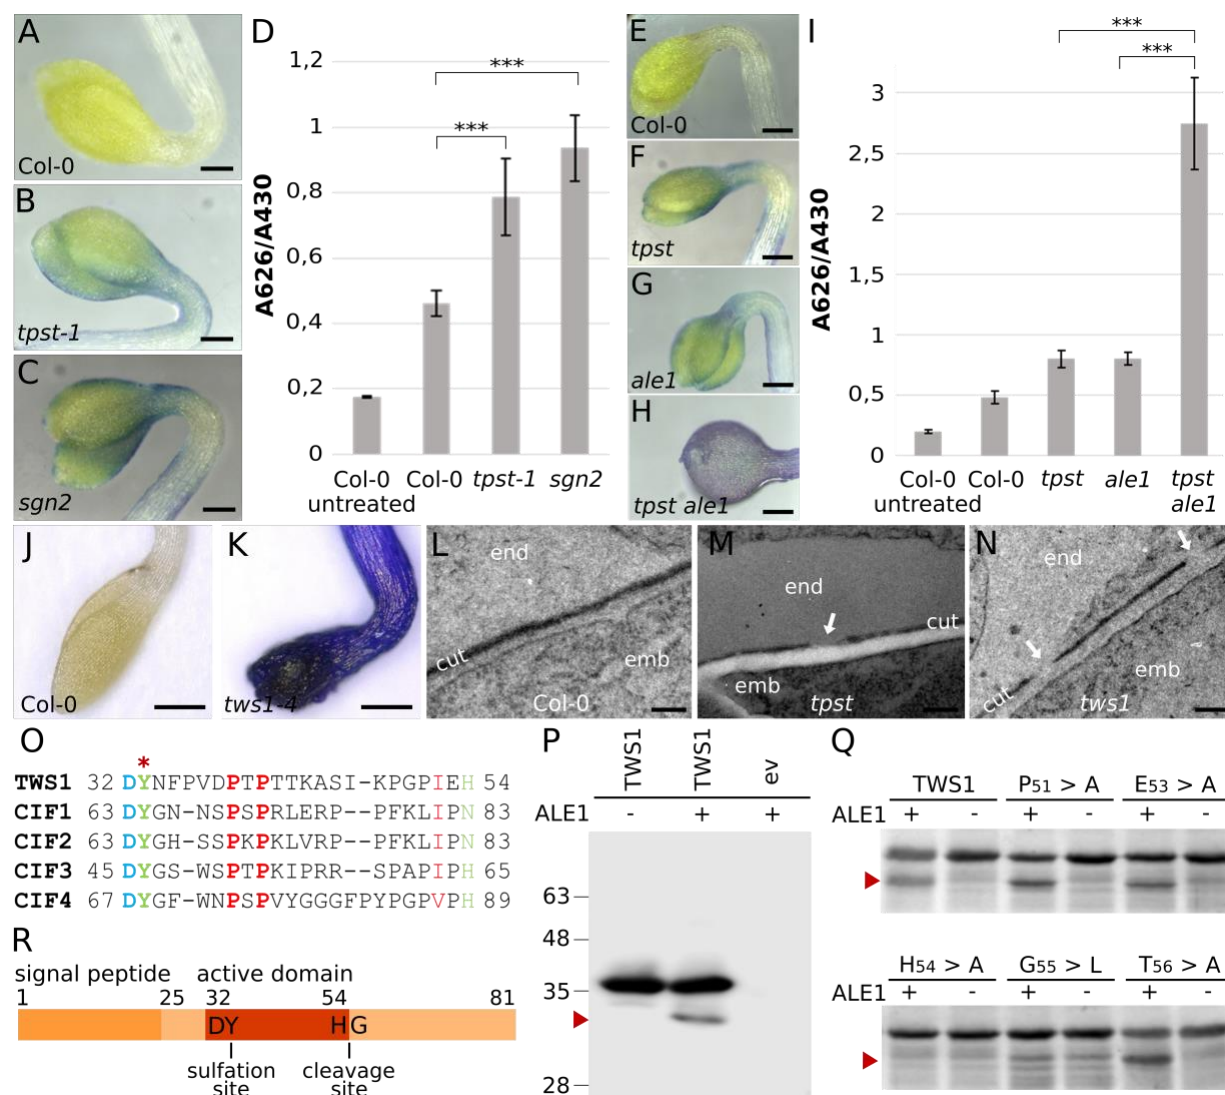 A
Col-0
B
tpst-1
C
sgn2
D
A626/A430
1,2
1
0,8
0,6
0,4
0,2
0
***
***
Col-0 untreated
Col-0
tpst-1
sgn2
E
Col-0
F
tpst
G
ale1
H
tpst ale1
I
A626/A430
3
2,5
2
1,5
1
0,5
0
***
***
Col-0 untreated
Col-0
tpst
ale1
tpst ale1
J
Col-0
K
tws1-4
L
end
cut
emb
Col-0
M
end
cut
emb
tpst
N
end
cut
emb
tws1
O
*
TWS1 32 DYNFPVDPTPTTKASI-KPGPIEH 54
CIF1 63 DYGN-NSPSPRLERP--PFKLIPN 83
CIF2 63 DYGH-SSPKPKLVRP--PFKLIPN 83
CIF3 45 DYGS-WSPTPKIPRR--SPAPIPH 65
CIF4 67 DYGF-WNPSPVYGGGFPYPGPVPH 89
P
TWS1 TWS1 ev
ALE1 - + +
63
48
35
28
Q
TWS1 P51 > A E53 > A
ALE1 + - + - + -
H54 > A G55 > L T56 > A
ALE1 + - + - + -
R
signal peptide active domain
1 25 32 54 81
DY H G
sulfation site
cleavage site